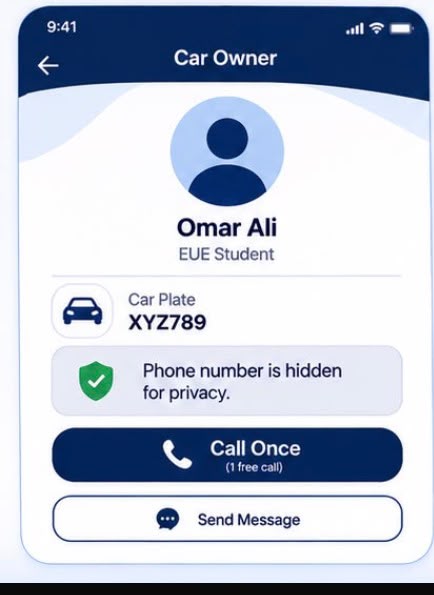 9:41
Car Owner
Omar Ali
EUE Student
Car Plate
XYZ789
Phone number is hidden
for privacy.
Call Once
(1 free call)
Send Message